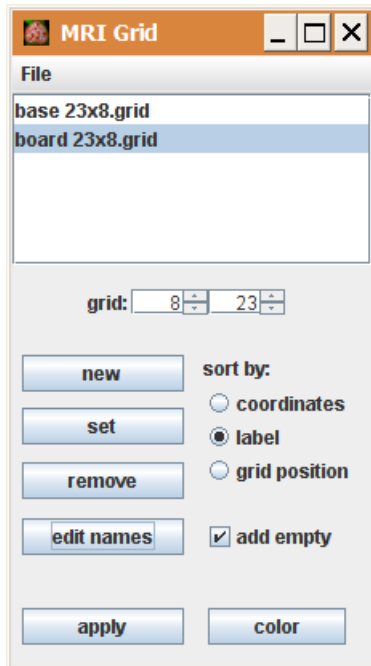 MRI Grid
File
base 23x8.grid
board 23x8.grid
grid: 8 23
new
sort by:
coordinates
set
label
remove
grid position
edit names
add empty
apply
color